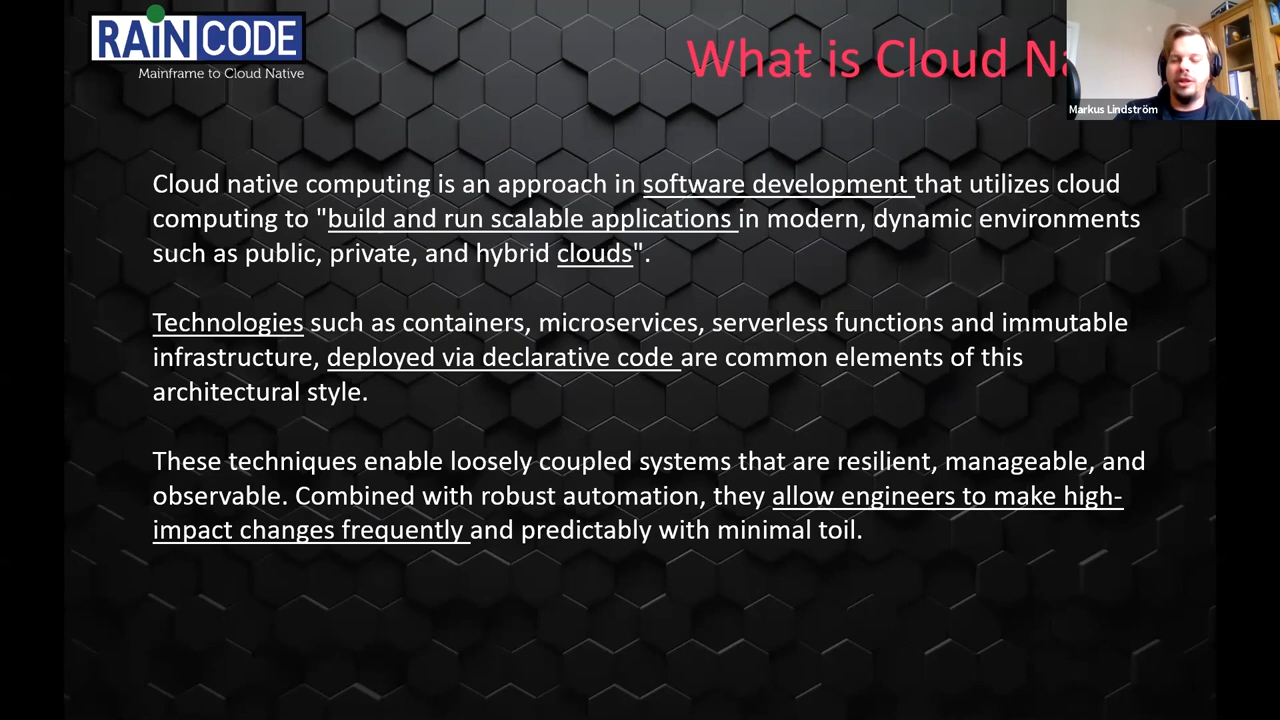 RAINCODE
Mainframe to Cloud Native
What is Cloud Na
Markus Lindström
Cloud native computing is an approach in software development that utilizes cloud
computing to "build and run scalable applications in modern, dynamic environments
such as public, private, and hybrid clouds".
Technologies such as containers, microservices, serverless functions and immutable
infrastructure, deployed via declarative code are common elements of this
architectural style.
These techniques enable loosely coupled systems that are resilient, manageable, and
observable. Combined with robust automation, they allow engineers to make high-
impact changes frequently and predictably with minimal toil.